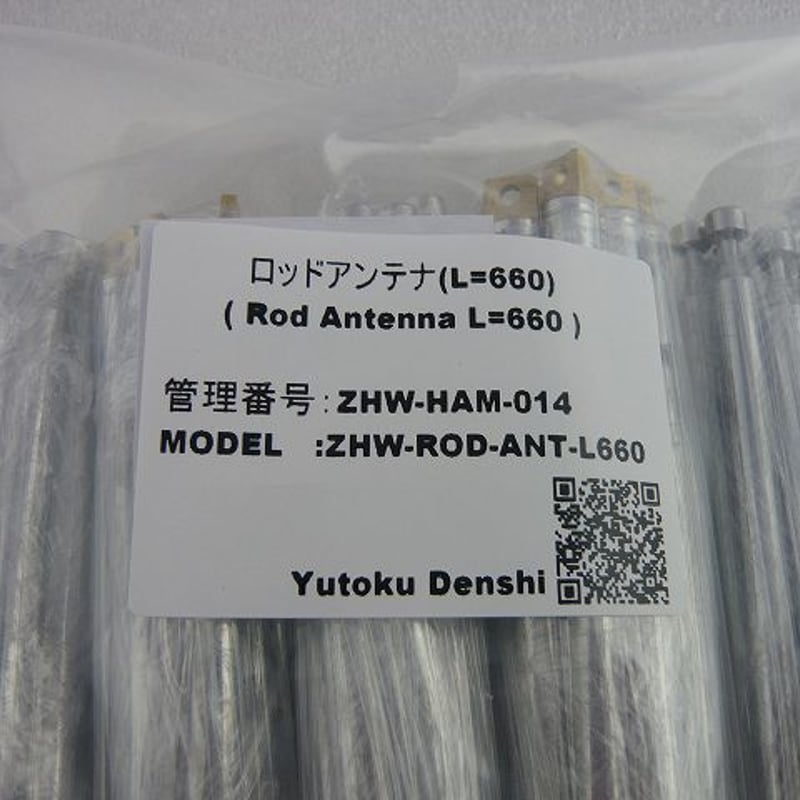 ロッドアンテナ(L=660)
( Rod Antenna L=660 )
管理番号:ZHW-HAM-014
MODEL :ZHW-ROD-ANT-L660
Yutoku Denshi